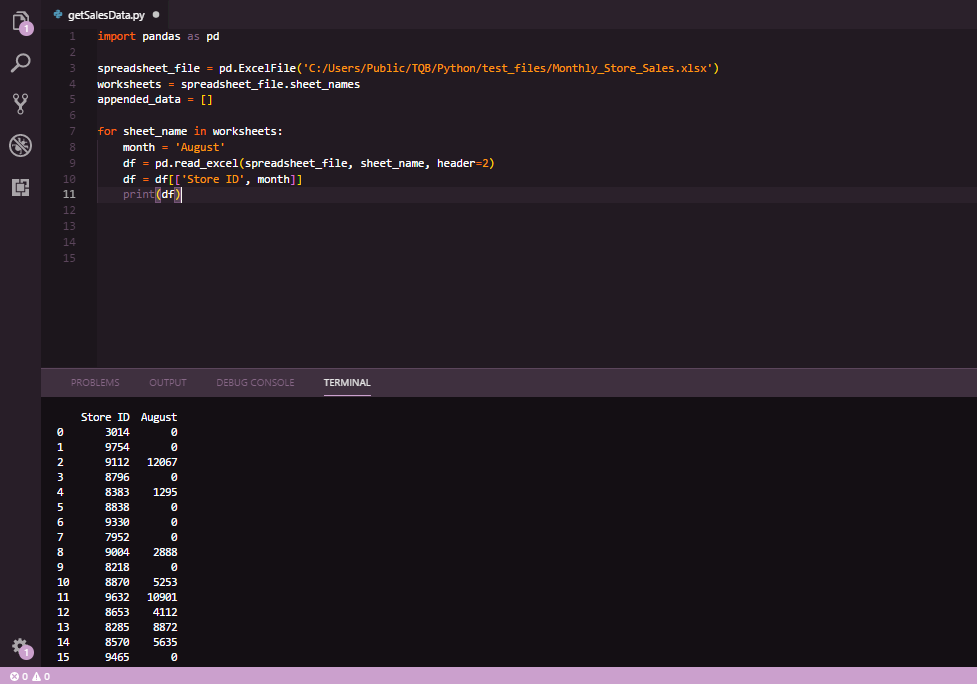 1
getSalesData.py
1 import pandas as pd
2
3 spreadsheet_file = pd.ExcelFile('C:/Users/Public/TQB/Python/test_files/Monthly_Store_Sales.xlsx')
4 worksheets = spreadsheet_file.sheet_names
5 appended_data = []
6
7 for sheet_name in worksheets:
8     month = 'August'
9     df = pd.read_excel(spreadsheet_file, sheet_name, header=2)
10     df = df[['Store ID', month]]
11     print(df)
12
13
14
15
PROBLEMS OUTPUT DEBUG CONSOLE TERMINAL
Store ID August
0 3014 0
1 9754 0
2 9112 12067
3 8796 0
4 8383 1295
5 8838 0
6 9330 0
7 7952 0
8 9004 2888
9 8218 0
10 8870 5253
11 9632 10901
12 8653 4112
13 8285 8872
14 8570 5635
15 9465 0
1
0 0